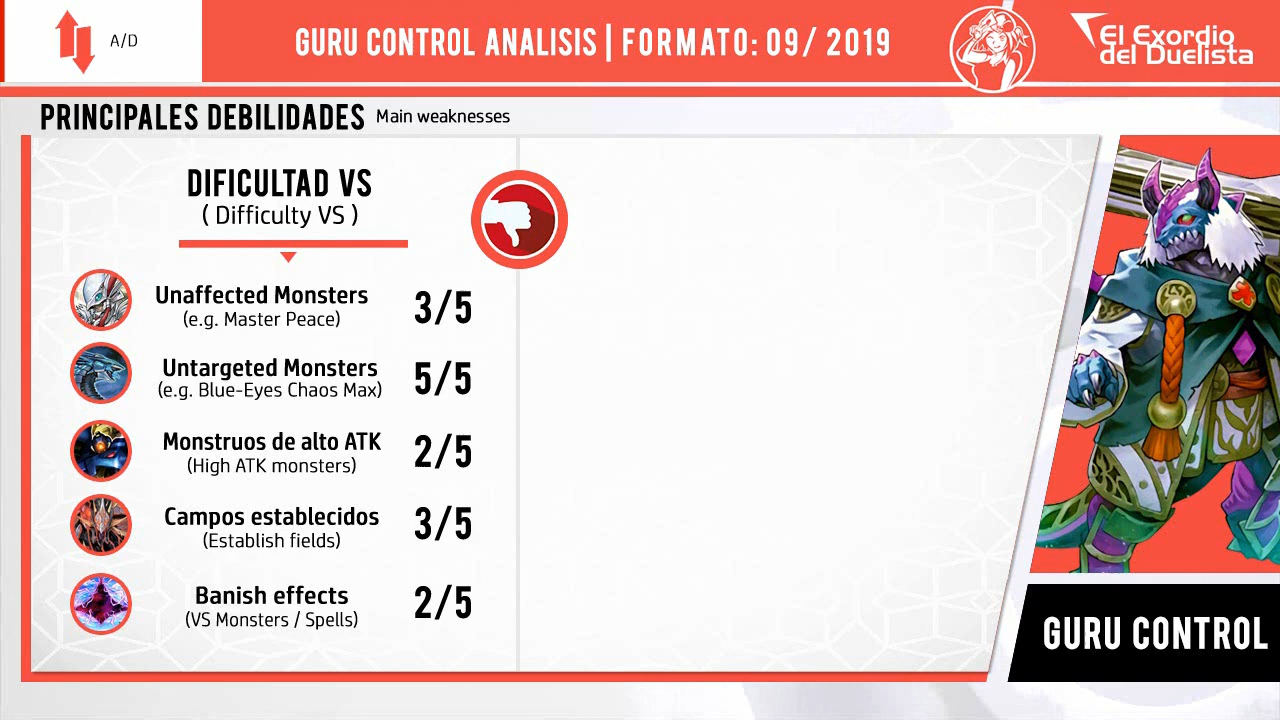 A/D
GURU CONTROL ANALISIS | FORMATO: 09/ 2019
El Exordio
del Duelista
PRINCIPALES DEBILIDADES Main weaknesses
DIFICULTAD VS
( Difficulty VS )
Unaffected Monsters
(e.g. Master Peace)
3/5
Untargeted Monsters
(e.g. Blue-Eyes Chaos Max)
5/5
Monstruos de alto ATK
(High ATK monsters)
2/5
Campos establecidos
(Establish fields)
3/5
Banish effects
(VS Monsters / Spells)
2/5
GURU CONTROL